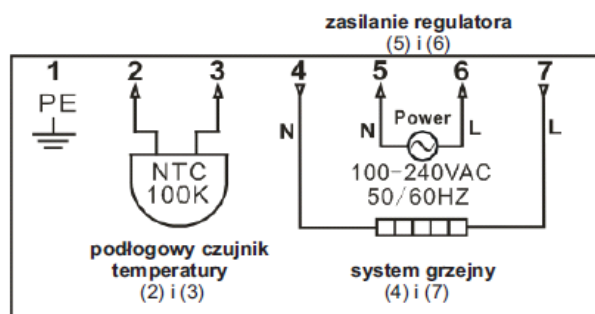 zasilanie regulatora
(5) i (6)
1 2 3 4 5 6 7
PE
N N Power L L
NTC
100K
100-240VAC
50/60HZ
podłogowy czujnik
temperatury
(2) i (3)
system grzejny
(4) i (7)